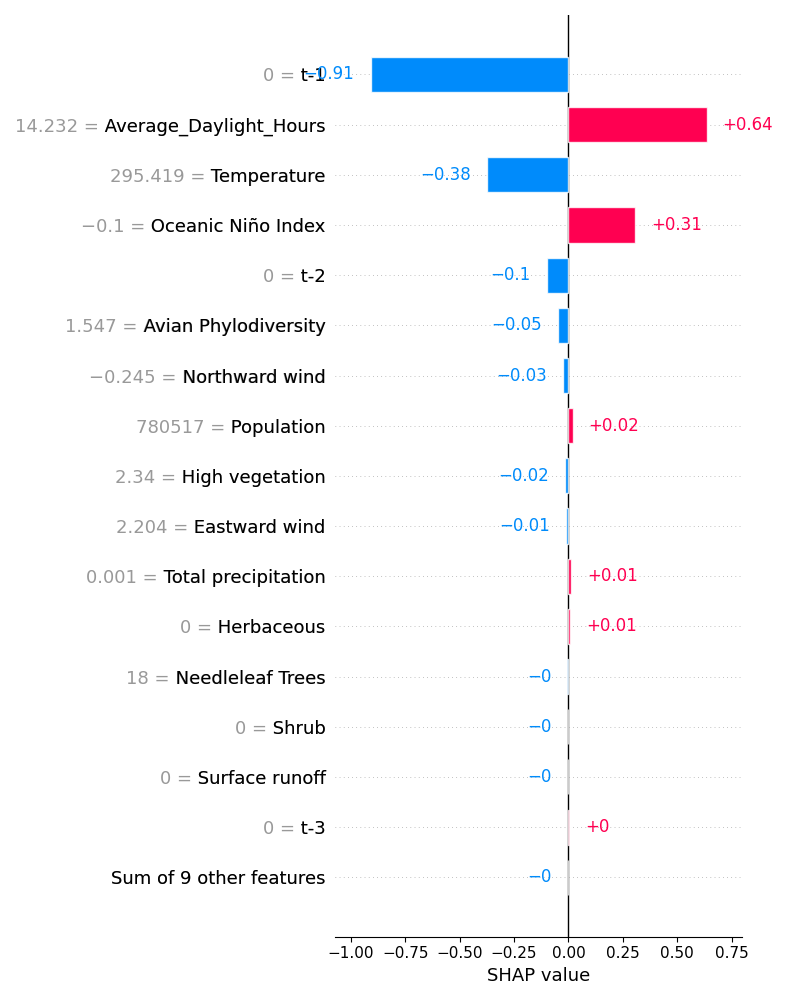 0 = t-1 −0.91
14.232 = Average_Daylight_Hours +0.64
295.419 = Temperature −0.38
−0.1 = Oceanic Niño Index +0.31
0 = t-2 −0.1
1.547 = Avian Phylodiversity −0.05
−0.245 = Northward wind −0.03
780517 = Population +0.02
2.34 = High vegetation −0.02
2.204 = Eastward wind −0.01
0.001 = Total precipitation +0.01
0 = Herbaceous +0.01
18 = Needleleaf Trees −0
0 = Shrub −0
0 = Surface runoff −0
0 = t-3 +0
Sum of 9 other features −0
−1.00 −0.75 −0.50 −0.25 0.00 0.25 0.50 0.75
SHAP value